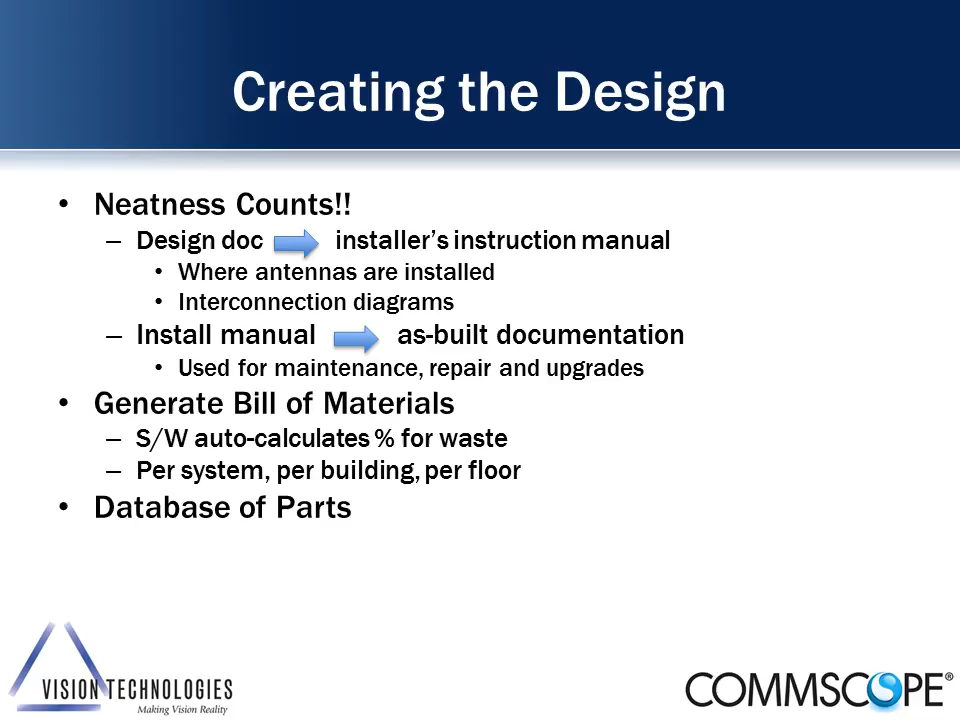 Creating the Design
• Neatness Counts!!
– Design doc installer’s instruction manual
• Where antennas are installed
• Interconnection diagrams
– Install manual as-built documentation
• Used for maintenance, repair and upgrades
• Generate Bill of Materials
– S/W auto-calculates % for waste
– Per system, per building, per floor
• Database of Parts
VISION TECHNOLOGIES
Making Vision Reality
COMMSCOPE®